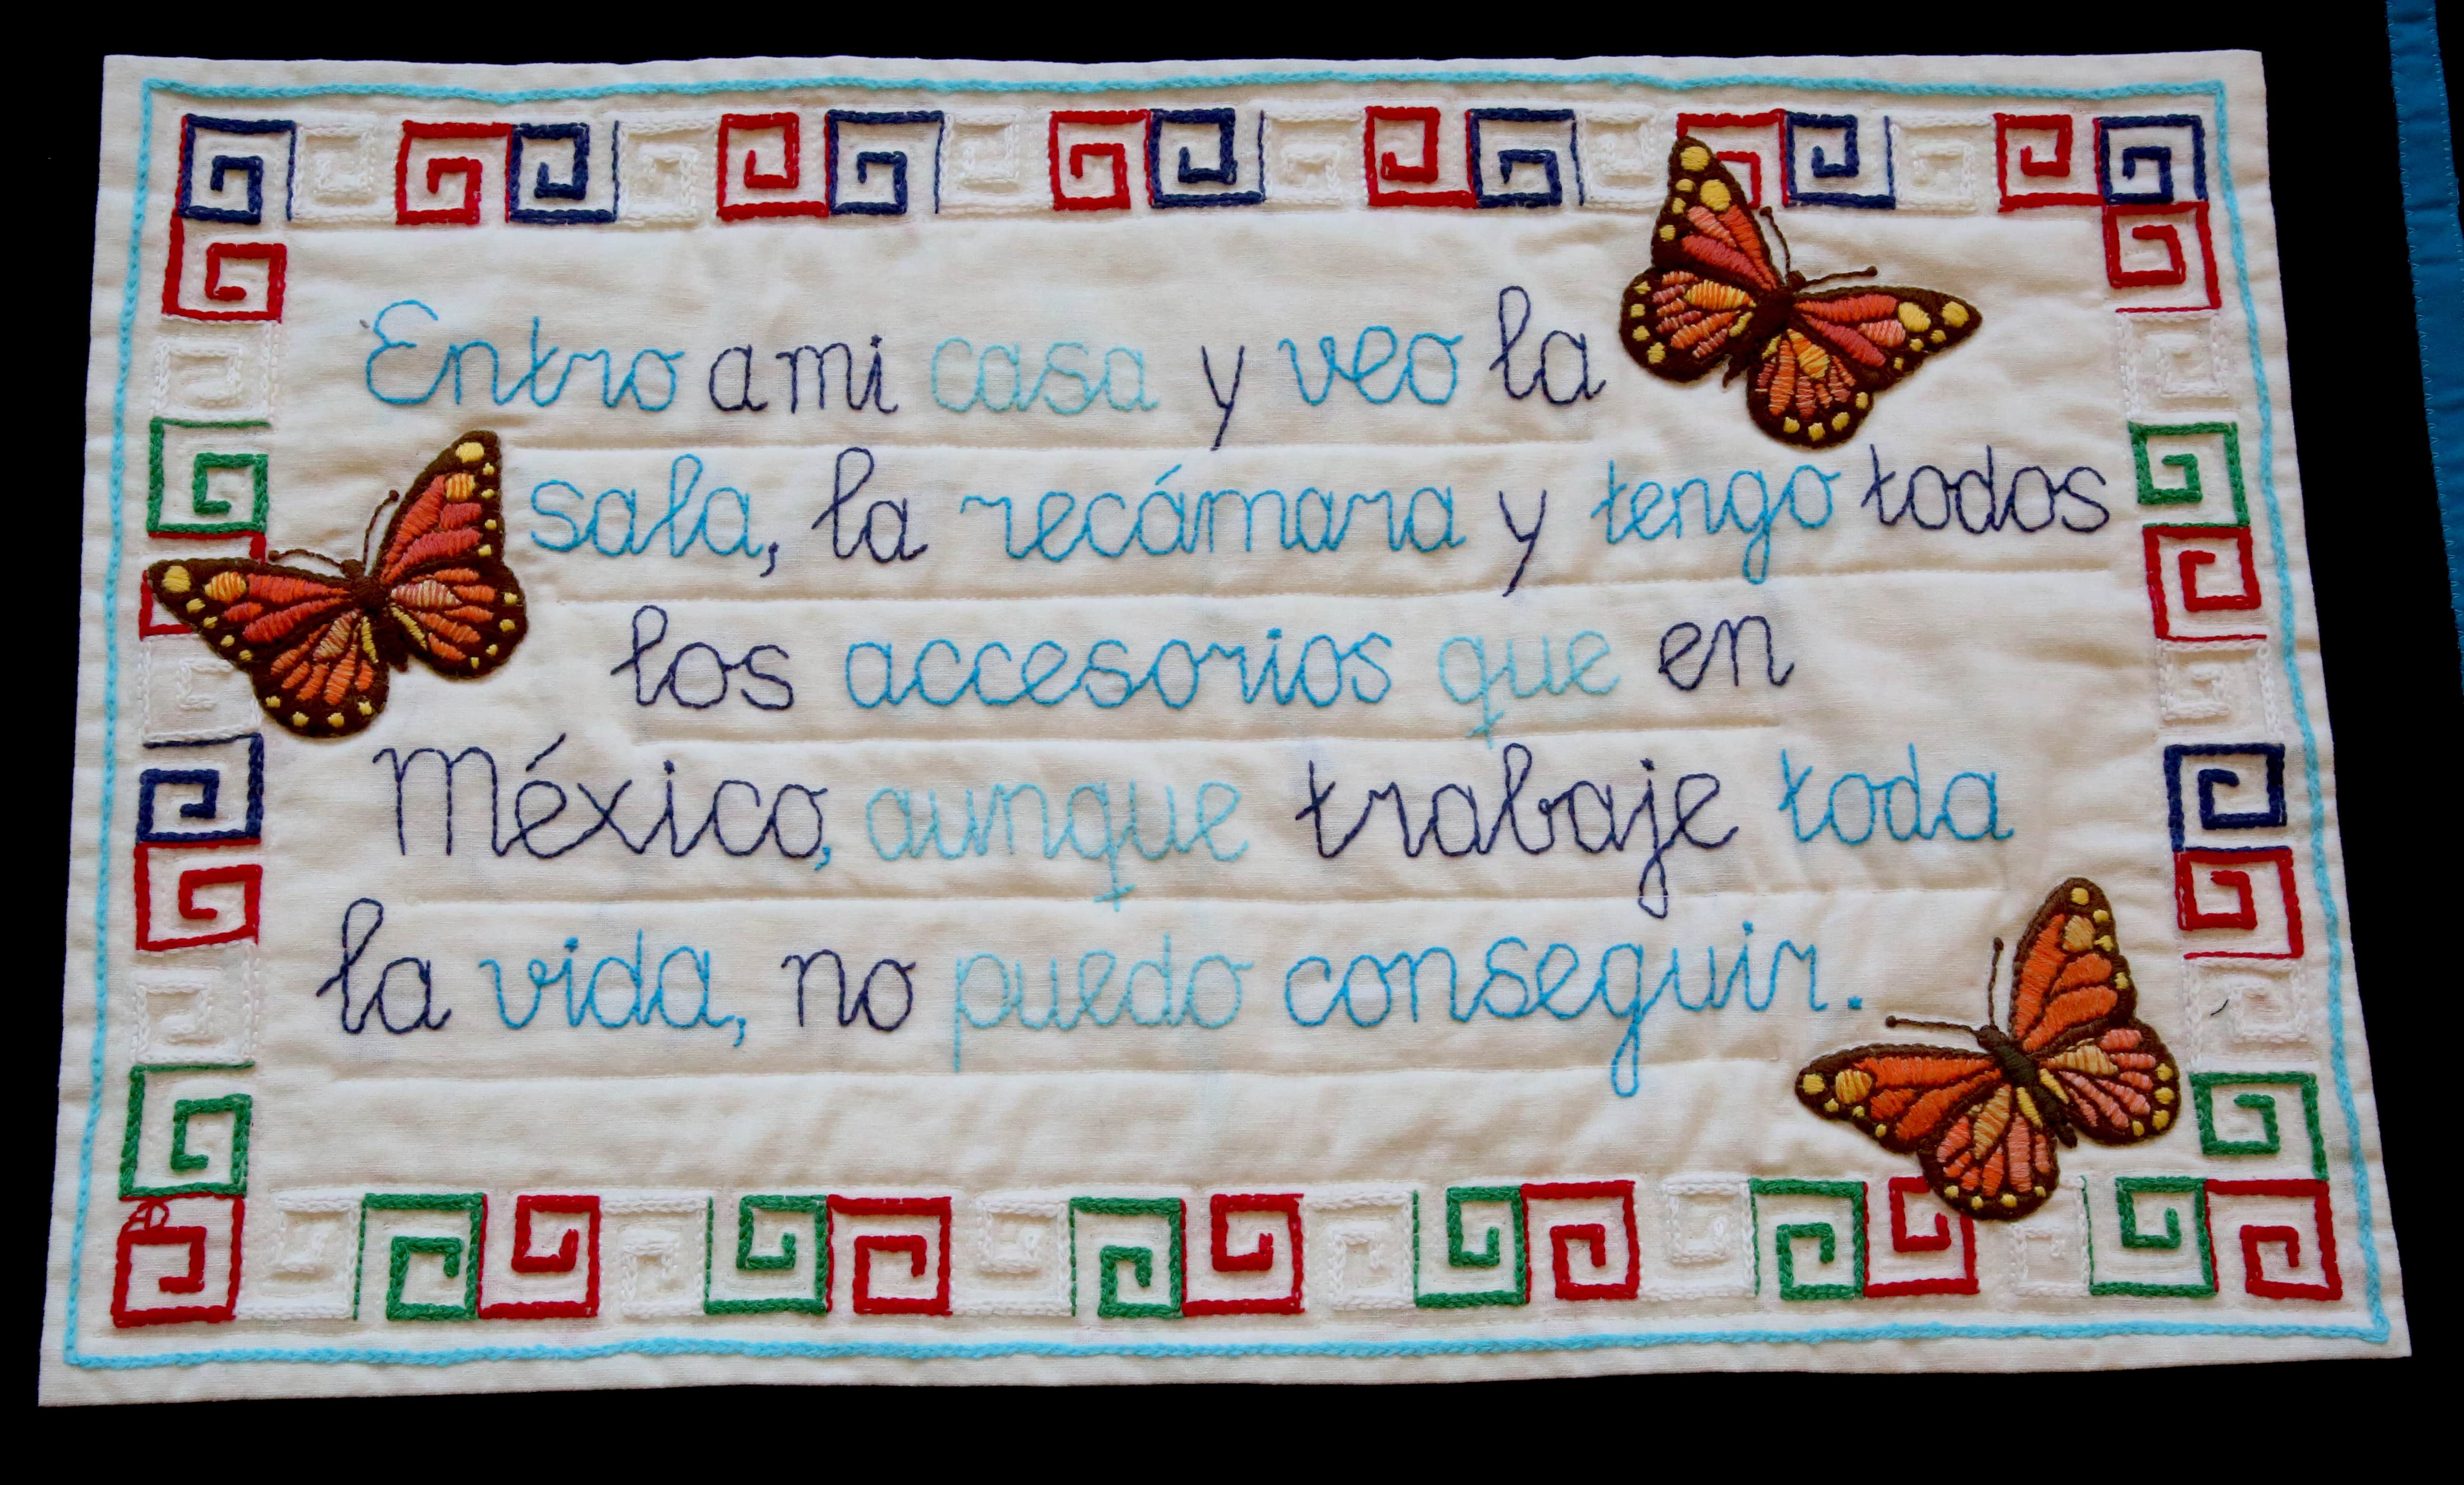 Entro a mi casa y veo la
sala, la recámara y tengo todos
los accesorios que en
México, aunque trabaje toda
la vida, no puedo conseguir.